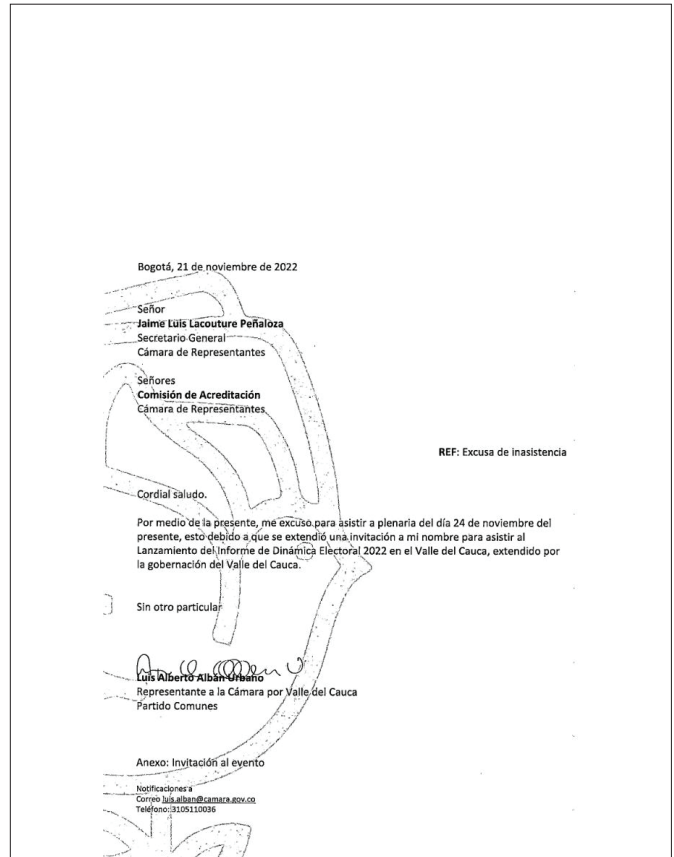 Bogotá, 21 de noviembre de 2022
Señor
Jaime Luis Lacouture Peñaloza
Secretario General
Cámara de Representantes
Señores
Comisión de Acreditación
Cámara de Representantes
REF: Excusa de inasistencia
Cordial saludo.
Por medio de la presente, me excuso para asistir a plenaria del día 24 de noviembre del
presente, esto debido a que se extendió una invitación a mi nombre para asistir al
Lanzamiento del Informe de Dinámica Electoral 2022 en el Valle del Cauca, extendido por
la gobernación del Valle del Cauca.
Sin otro particular
Luis Alberto Albán Urbano
Representante a la Cámara por Valle del Cauca
Partido Comunes
Anexo: Invitación al evento
Notificaciones a
Correo luis.alban@camara.gov.co
Teléfono: 3105110036